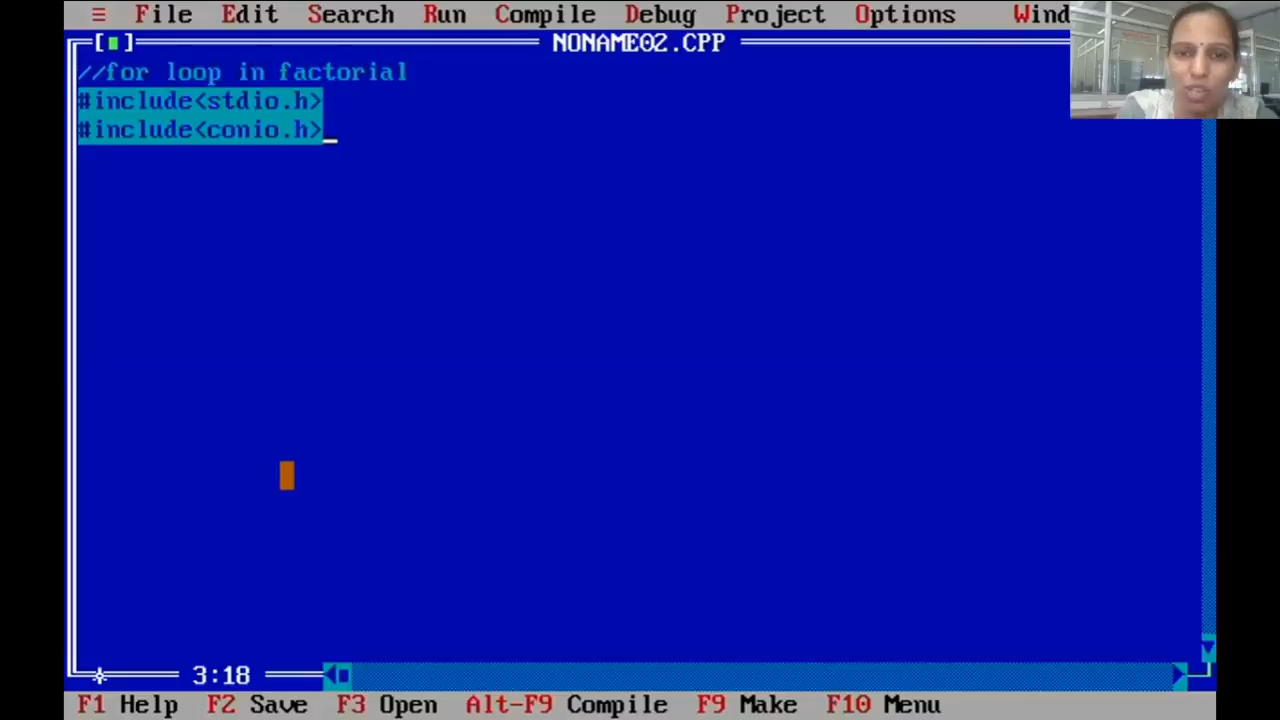 ≡ File Edit Search Run Compile Debug Project Options Wind
[■] NONAME02.CPP
//for loop in factorial
#include<stdio.h>
#include<conio.h>
3:18
F1 Help F2 Save F3 Open Alt-F9 Compile F9 Make F10 Menu